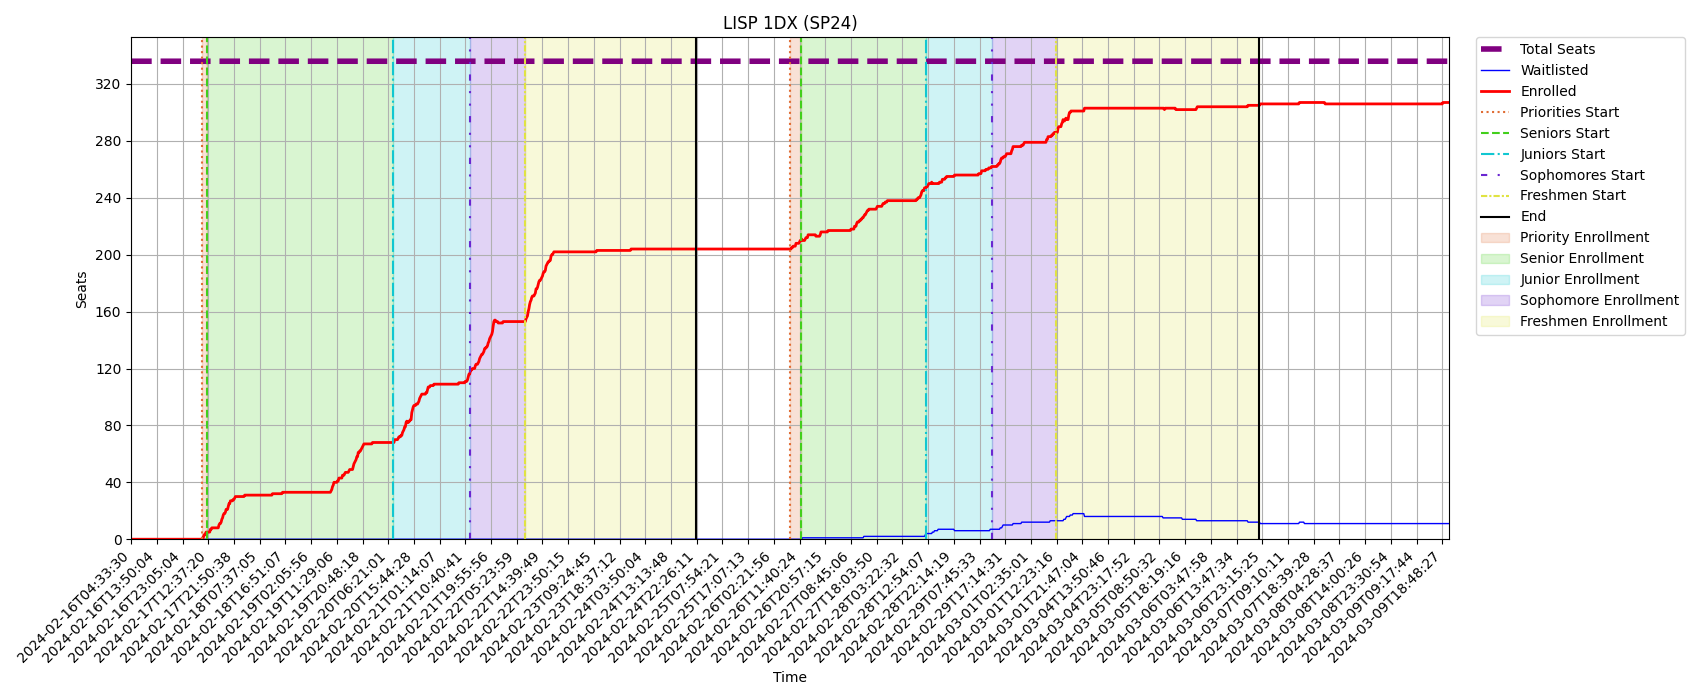 LISP 1DX (SP24)
Total Seats
Waitlisted
Enrolled
Priorities Start
Seniors Start
Juniors Start
Sophomores Start
Freshmen Start
End
Priority Enrollment
Senior Enrollment
Junior Enrollment
Sophomore Enrollment
Freshmen Enrollment
Seats
320
280
240
200
160
120
80
40
0
2024-02-16T04:33:30
2024-02-16T13:50:04
2024-02-16T23:05:04
2024-02-17T12:37:20
2024-02-17T21:50:38
2024-02-18T07:37:05
2024-02-18T16:51:07
2024-02-19T02:05:56
2024-02-19T11:29:06
2024-02-19T20:48:18
2024-02-20T06:21:01
2024-02-20T15:44:28
2024-02-21T01:14:07
2024-02-21T10:40:41
2024-02-21T19:55:56
2024-02-22T05:23:59
2024-02-22T14:39:49
2024-02-22T23:50:15
2024-02-23T09:24:45
2024-02-23T18:37:12
2024-02-24T03:50:04
2024-02-24T13:13:48
2024-02-24T22:26:11
2024-02-25T07:54:21
2024-02-25T17:07:13
2024-02-26T02:21:56
2024-02-26T11:40:24
2024-02-26T20:57:15
2024-02-27T08:45:06
2024-02-27T18:03:50
2024-02-28T03:22:32
2024-02-28T12:54:07
2024-02-28T22:14:19
2024-02-29T07:45:33
2024-02-29T17:14:31
2024-03-01T02:35:01
2024-03-01T12:23:16
2024-03-01T21:47:04
2024-03-04T13:50:46
2024-03-04T23:17:52
2024-03-05T08:50:32
2024-03-05T18:19:16
2024-03-06T03:47:58
2024-03-06T13:47:34
2024-03-06T23:15:25
2024-03-07T09:10:11
2024-03-07T18:39:28
2024-03-08T04:28:37
2024-03-08T14:00:26
2024-03-08T23:30:54
2024-03-09T09:17:44
2024-03-09T18:48:27
Time